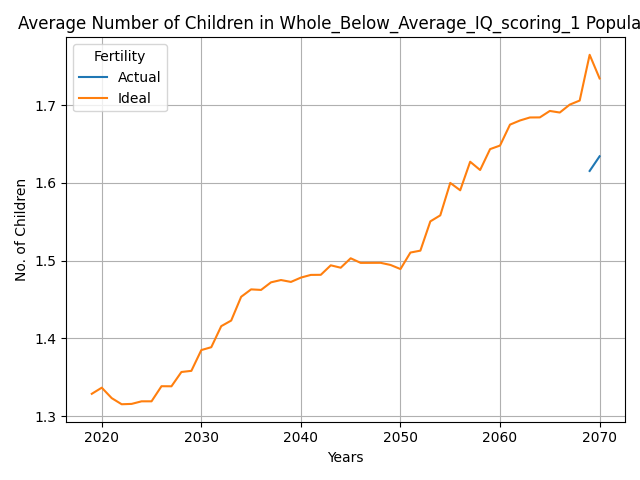 Average Number of Children in Whole_Below_Average_IQ_scoring_1 Popula
Fertility
Actual
Ideal
No. of Children
1.7
1.6
1.5
1.4
1.3
2020 2030 2040 2050 2060 2070
Years